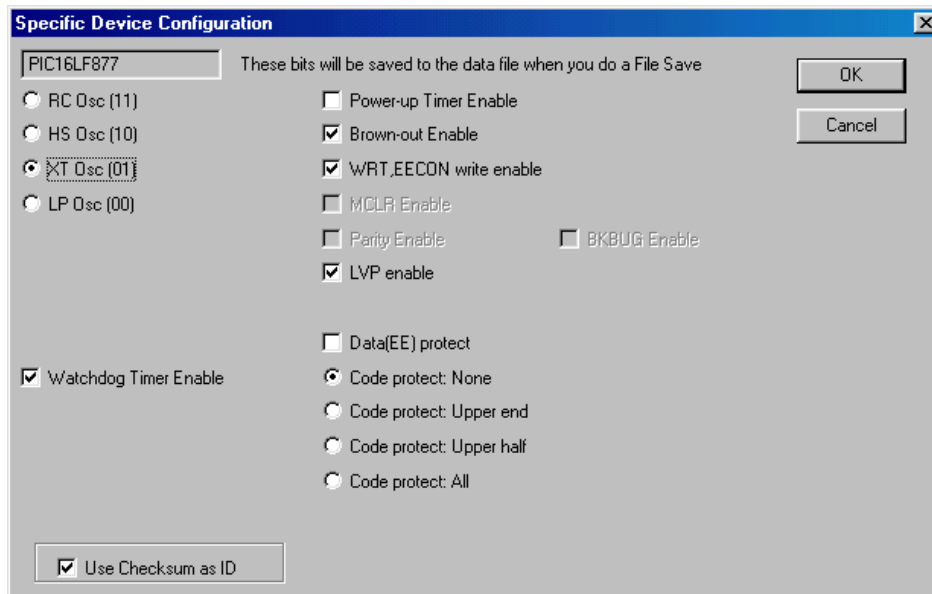 Specific Device Configuration
PIC16LF877
These bits will be saved to the data file when you do a File Save
OK
Cancel
RC Osc (11)
HS Osc (10)
XT Osc (01)
LP Osc (00)
Power-up Timer Enable
Brown-out Enable
WRT,EECON write enable
MCLR Enable
Parity Enable
BKBUG Enable
LVP enable
Data(EE) protect
Watchdog Timer Enable
Code protect: None
Code protect: Upper end
Code protect: Upper half
Code protect: All
Use Checksum as ID